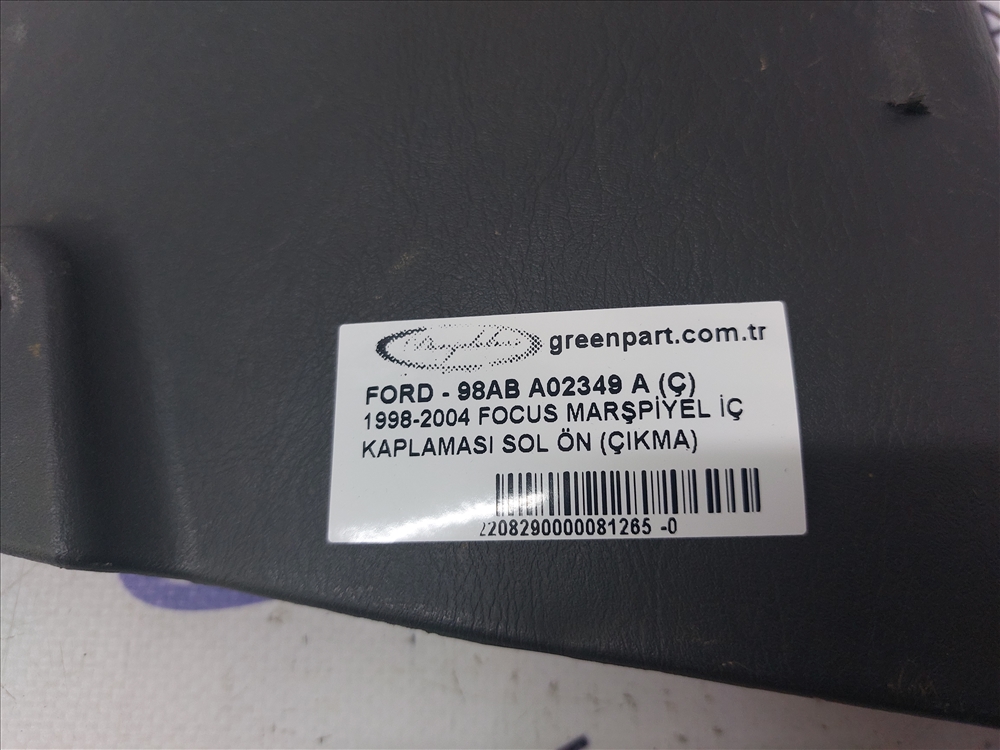 greenpart.com.tr
FORD - 98AB A02349 A (Ç)
1998-2004 FOCUS MARŞPİYEL İÇ
KAPLAMASI SOL ÖN (ÇIKMA)
2208290000081265 -0